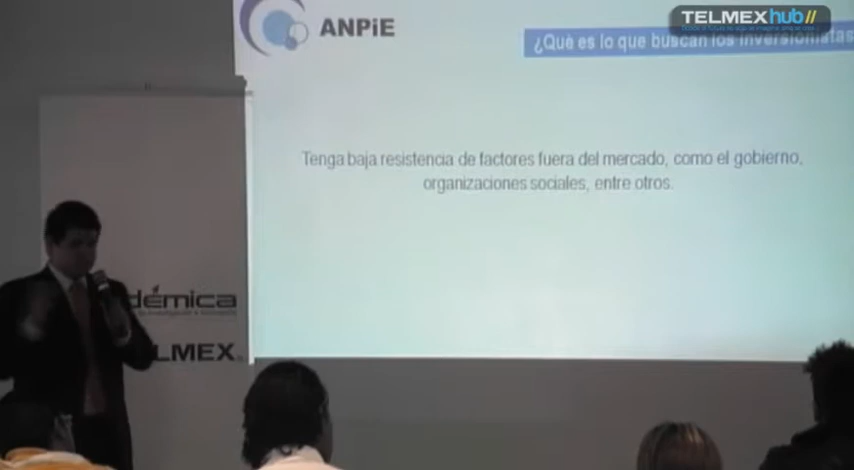 TELMEXhub//
ANPiE
¿Qué es lo que buscan los inversionistas
Tenga baja resistencia de factores fuera del mercado, como el gobierno,
organizaciones sociales, entre otros.
démica
LMEX